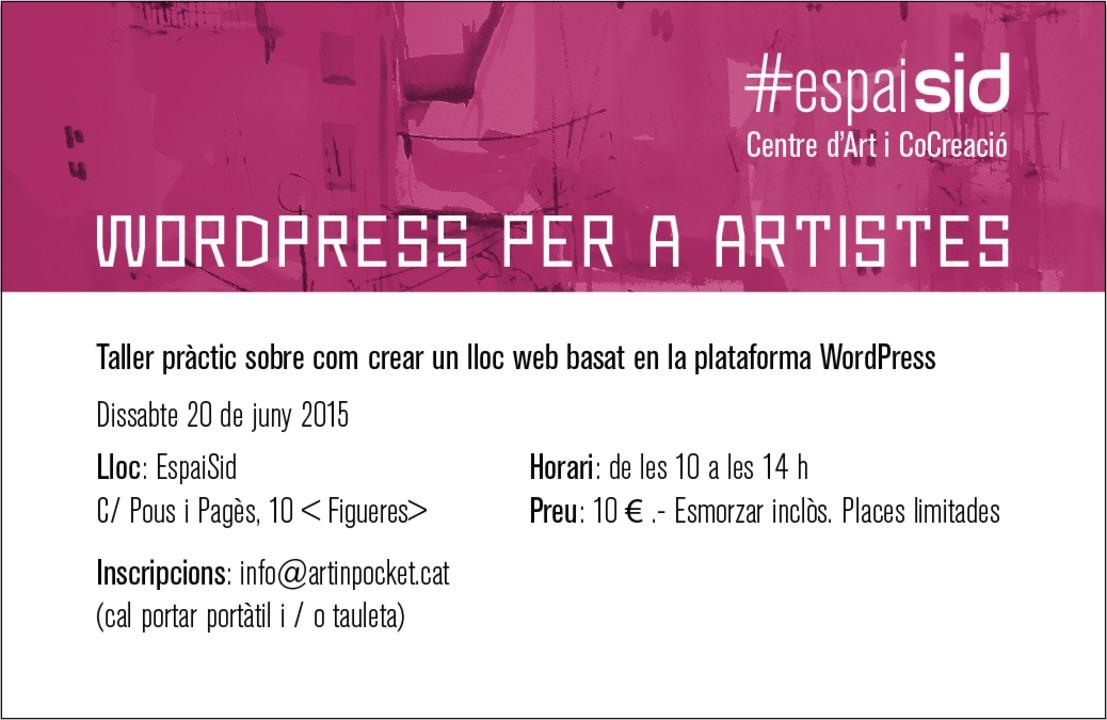 #espaisid
Centre d'Art i CoCreació
WORDPRESS PER A ARTISTES
Taller pràctic sobre com crear un lloc web basat en la plataforma WordPress
Dissabte 20 de juny 2015
Lloc: EspaiSid
C/ Pous i Pagès, 10 < Figueres>
Horari: de les 10 a les 14 h
Preu: 10 € .- Esmorzar inclòs. Places limitades
Inscripcions: info@artinpocket.cat
(cal portar portàtil i / o tauleta)